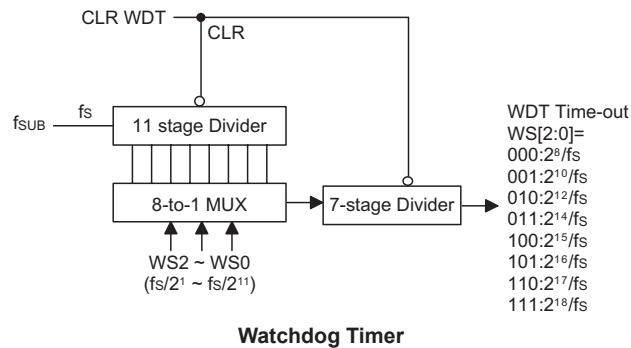 CLR WDT
CLR
fSUB
fS
11 stage Divider
8-to-1 MUX
7-stage Divider
WS2 ~ WS0
(fS/2¹ ~ fS/2¹¹)
WDT Time-out
WS[2:0]=
000:2⁸/fS
001:2¹⁰/fS
010:2¹²/fS
011:2¹⁴/fS
100:2¹⁵/fS
101:2¹⁶/fS
110:2¹⁷/fS
111:2¹⁸/fS
Watchdog Timer